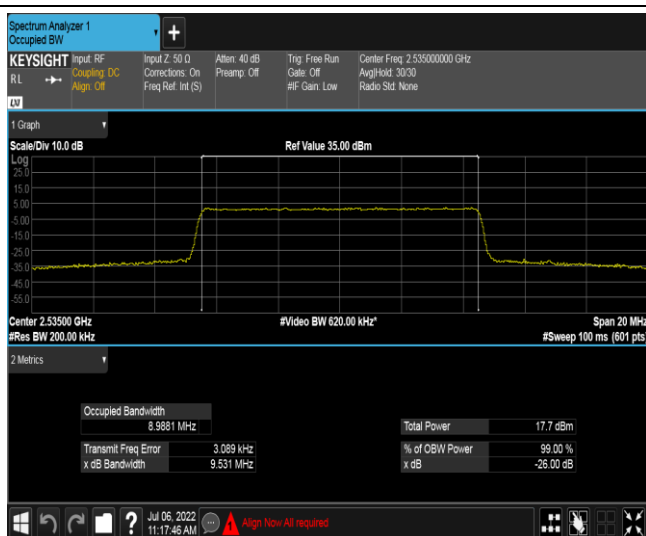 Spectrum Analyzer 1
Occupied BW
KEYSIGHT
RL
LXI
Input: RF
Coupling: DC
Align: Off
Input Z: 50 Ω
Corrections: On
Freq Ref: Int (S)
Atten: 40 dB
Preamp: Off
Trig: Free Run
Gate: Off
#IF Gain: Low
Center Freq: 2.535000000 GHz
Avg|Hold: 30/30
Radio Std: None
1 Graph
Scale/Div 10.0 dB
Ref Value 35.00 dBm
Log
25.0
15.0
5.00
-5.00
-15.0
-25.0
-35.0
-45.0
-55.0
Center 2.53500 GHz
#Video BW 620.00 kHz*
Span 20 MHz
#Res BW 200.00 kHz
#Sweep 100 ms (601 pts)
2 Metrics
Occupied Bandwidth
8.9881 MHz
Total Power 17.7 dBm
Transmit Freq Error 3.089 kHz
% of OBW Power 99.00 %
x dB Bandwidth 9.531 MHz
x dB -26.00 dB
?
Jul 06, 2022
11:17:46 AM
Align Now All required